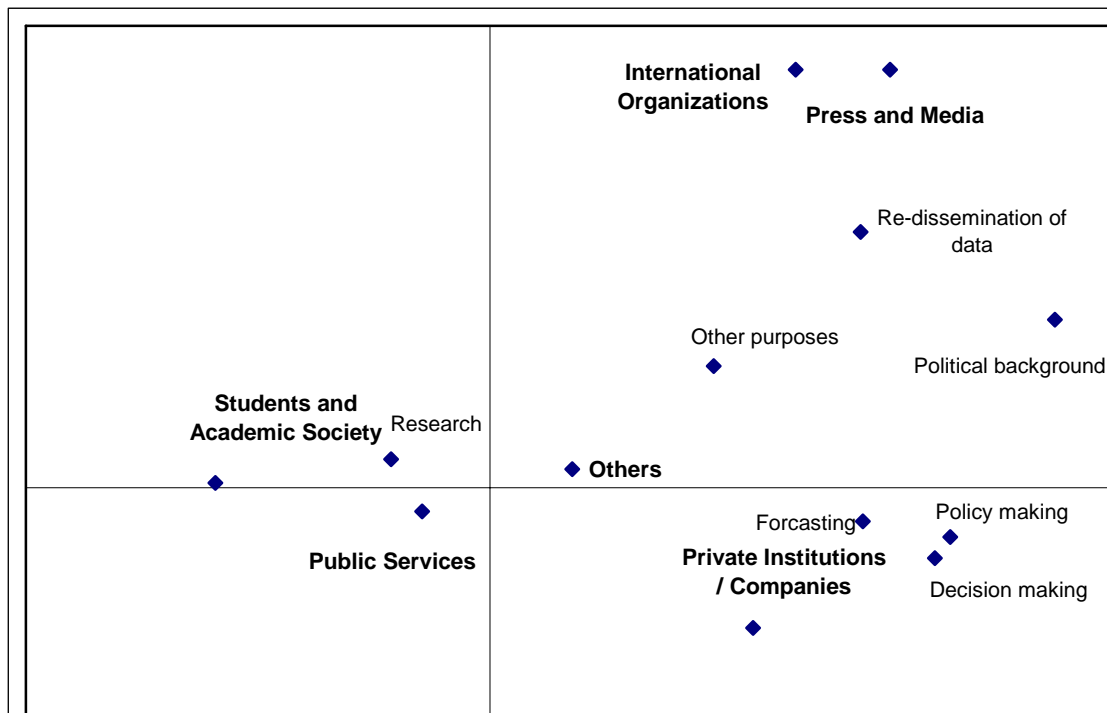 International
Organizations
Press and Media
Re-dissemination of
data
Other purposes
Political background
Students and
Academic Society
Research
Others
Forcasting
Policy making
Public Services
Private Institutions
/ Companies
Decision making